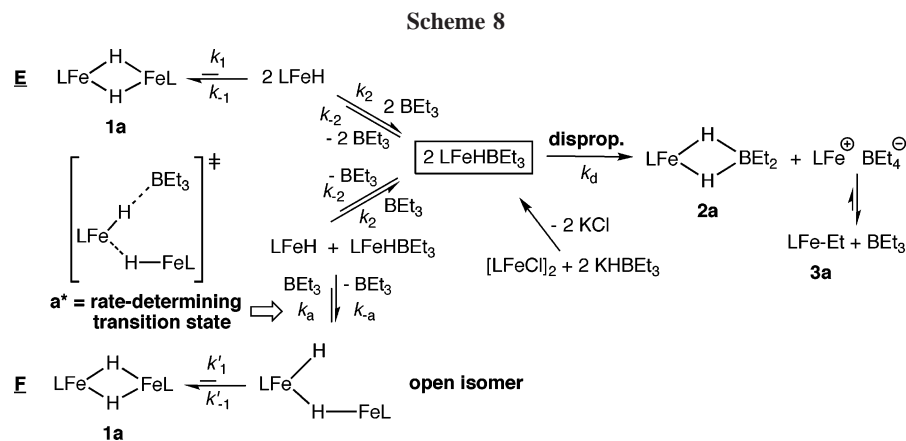 Scheme 8
E
LFe H H FeL
1a
k1
k-1
2 LFeH
k2
2 BEt3
k-2
- 2 BEt3
2 LFeHBEt3
disprop.
kd
LFe H H BEt2 + LFe⊕ BEt4⊖
2a
LFe-Et + BEt3
3a
- 2 KCl
[LFeCl]2 + 2 KHBEt3
- BEt3
k-2
k2
BEt3
LFeH + LFeHBEt3
BEt3
- BEt3
ka
k-a
‡
BEt3
H
LFe
H—FeL
a* = rate-determining
transition state
F
LFe H H FeL
1a
k'1
k'-1
H
LFe
H—FeL
open isomer